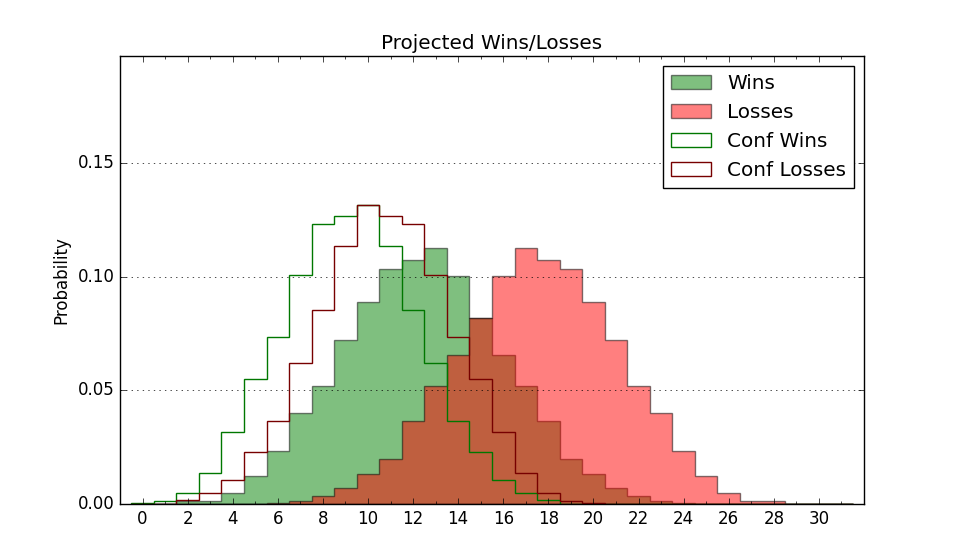 Projected Wins/Losses
Wins
Losses
Conf Wins
Conf Losses
Probability
0.15
0.10
0.05
0.00
0 2 4 6 8 10 12 14 16 18 20 22 24 26 28 30